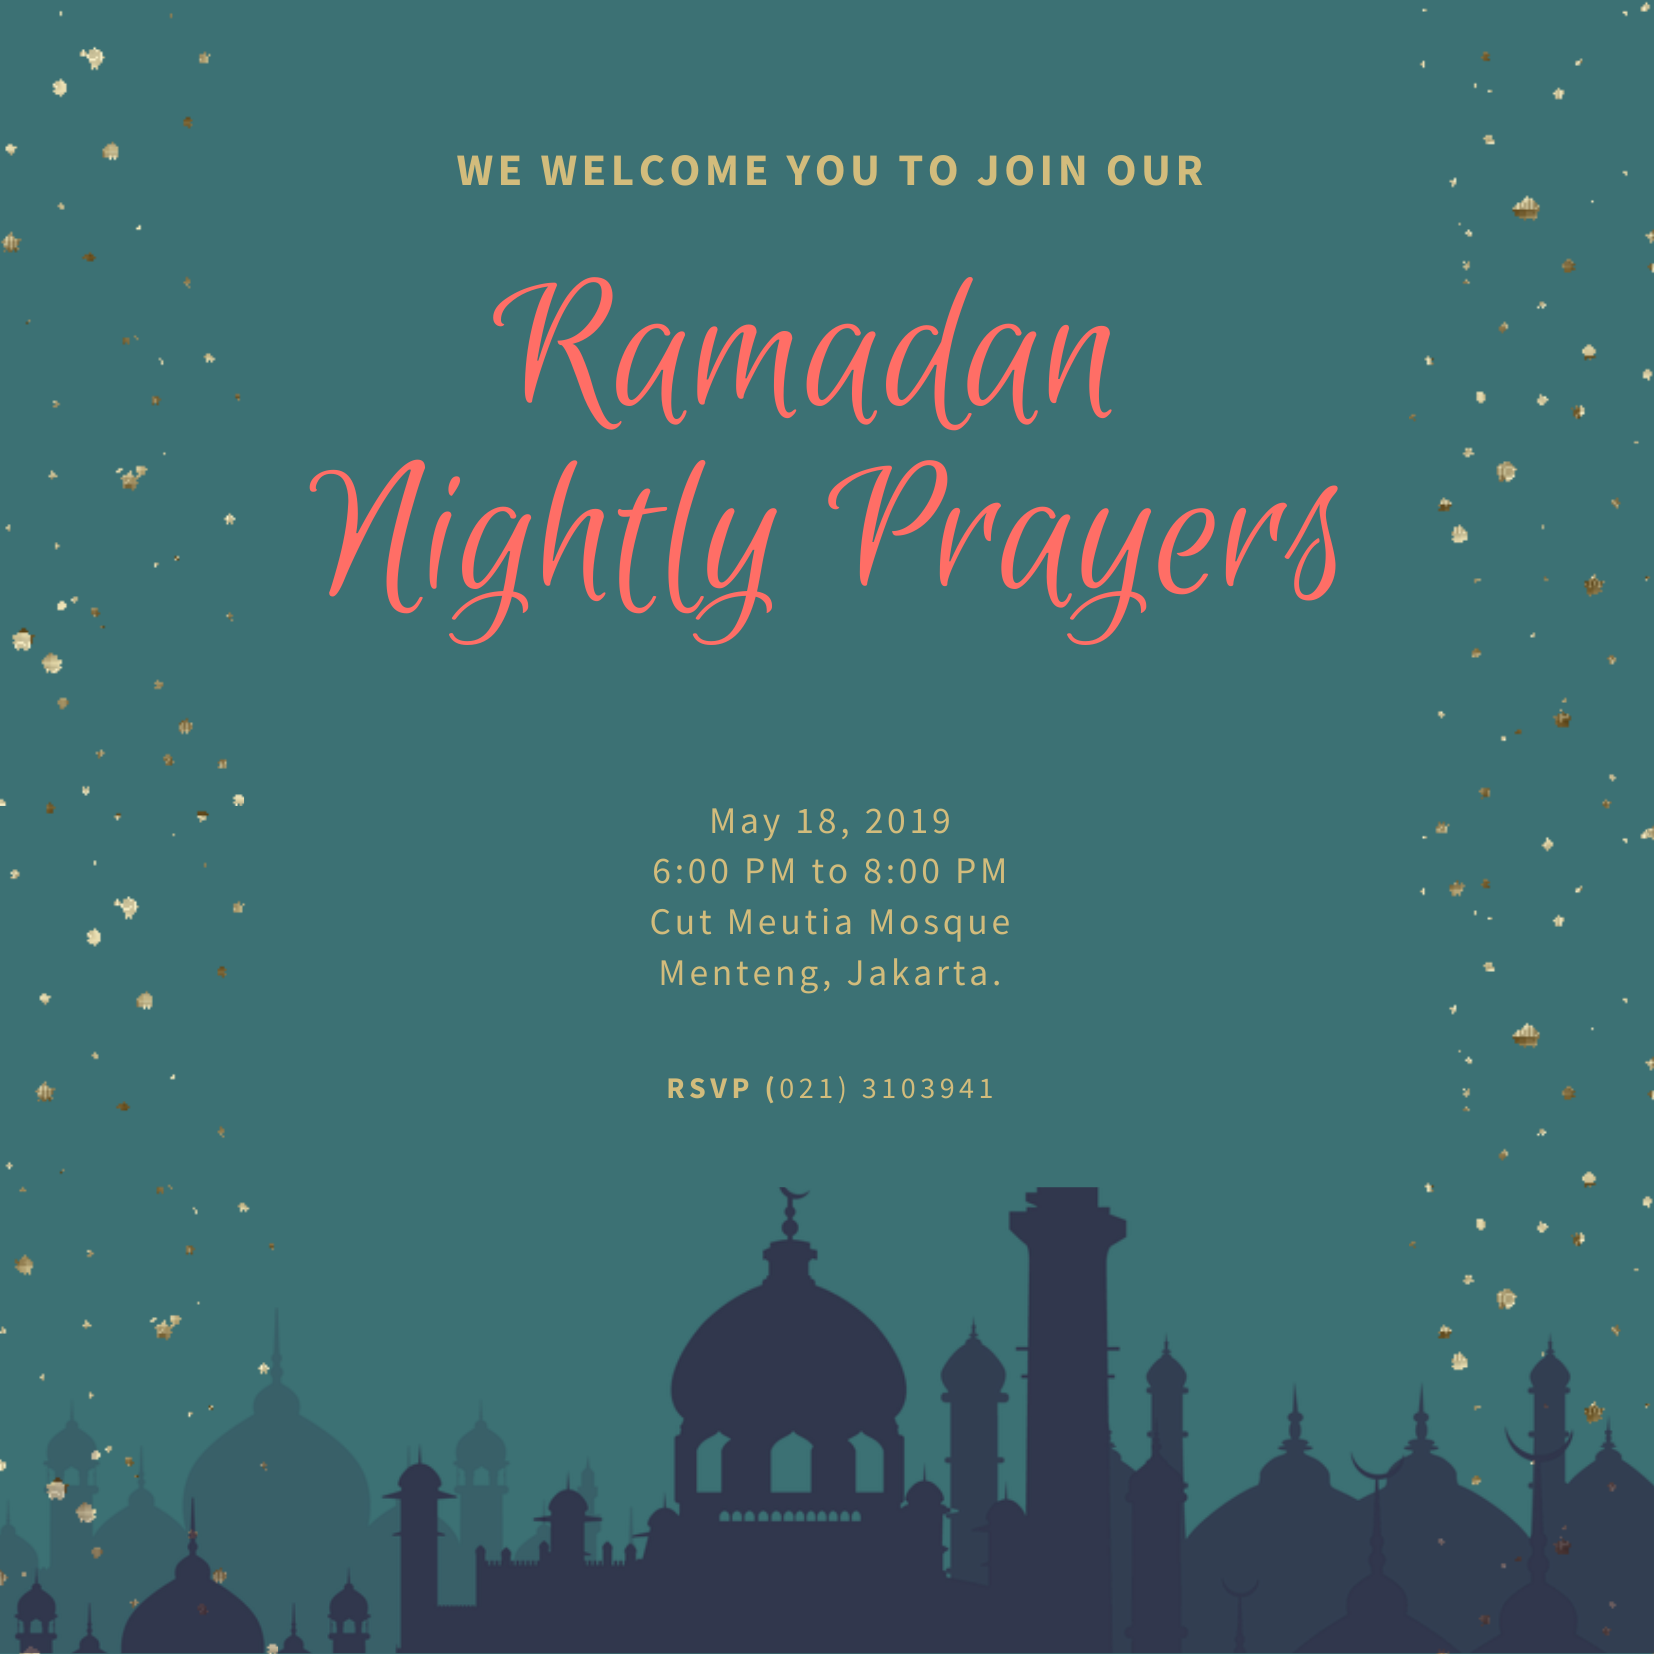 WE WELCOME YOU TO JOIN OUR
Ramadan
Nightly Prayers
May 18, 2019
6:00 PM to 8:00 PM
Cut Meutia Mosque
Menteng, Jakarta.
RSVP (021) 3103941